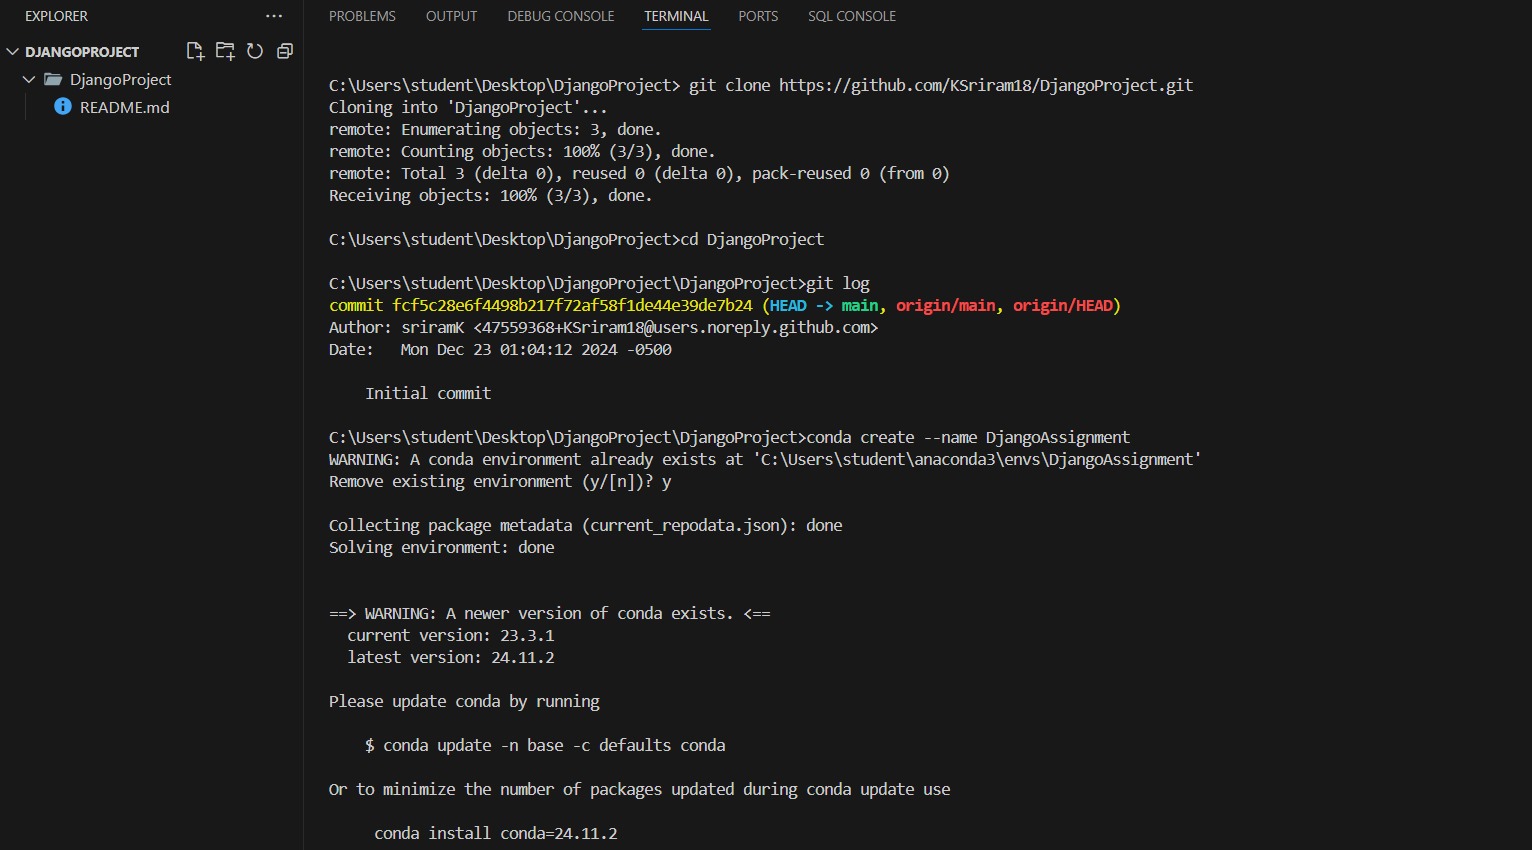 EXPLORER
DJANGOPROJECT
DjangoProject
README.md
PROBLEMS OUTPUT DEBUG CONSOLE TERMINAL PORTS SQL CONSOLE
C:\Users\student\Desktop\DjangoProject> git clone https://github.com/KSriram18/DjangoProject.git
Cloning into 'DjangoProject'...
remote: Enumerating objects: 3, done.
remote: Counting objects: 100% (3/3), done.
remote: Total 3 (delta 0), reused 0 (delta 0), pack-reused 0 (from 0)
Receiving objects: 100% (3/3), done.
C:\Users\student\Desktop\DjangoProject>cd DjangoProject
C:\Users\student\Desktop\DjangoProject\DjangoProject>git log
commit fcf5c28e6f4498b217f72af58f1de44e39de7b24 (HEAD -> main, origin/main, origin/HEAD)
Author: sriramK <47559368+KSriram18@users.noreply.github.com>
Date:   Mon Dec 23 01:04:12 2024 -0500
Initial commit
C:\Users\student\Desktop\DjangoProject\DjangoProject>conda create --name DjangoAssignment
WARNING: A conda environment already exists at 'C:\Users\student\anaconda3\envs\DjangoAssignment'
Remove existing environment (y/[n])? y
Collecting package metadata (current_repodata.json): done
Solving environment: done
==> WARNING: A newer version of conda exists. <==
current version: 23.3.1
latest version: 24.11.2
Please update conda by running
$ conda update -n base -c defaults conda
Or to minimize the number of packages updated during conda update use
conda install conda=24.11.2